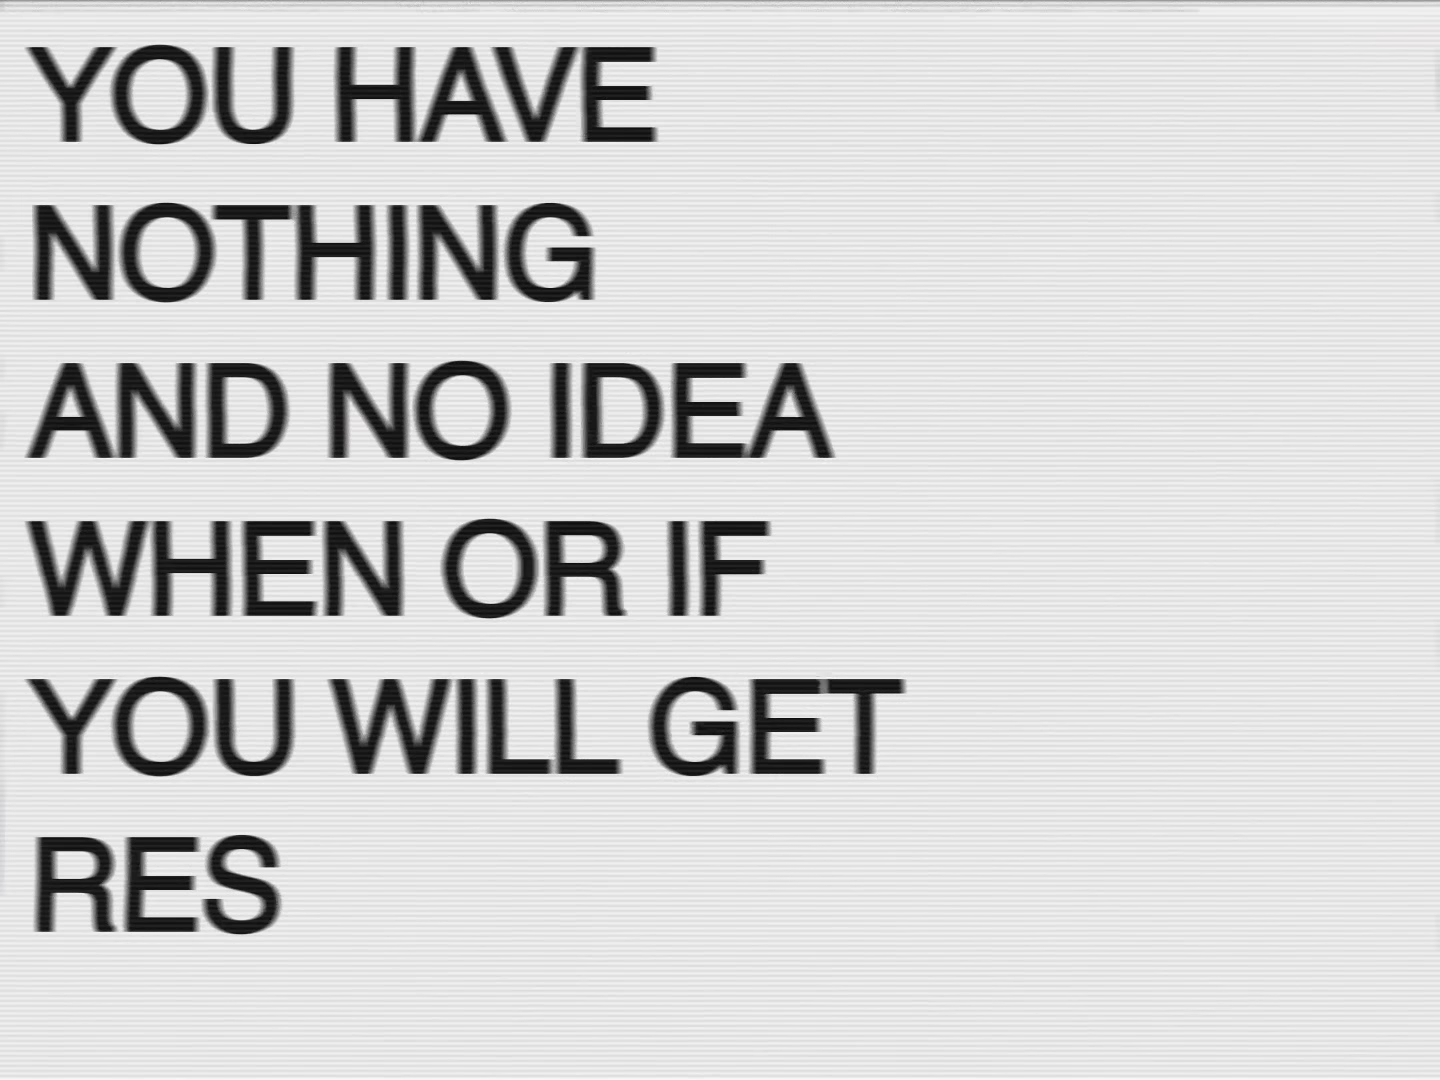 YOU HAVE
NOTHING
AND NO IDEA
WHEN OR IF
YOU WILL GET
RES